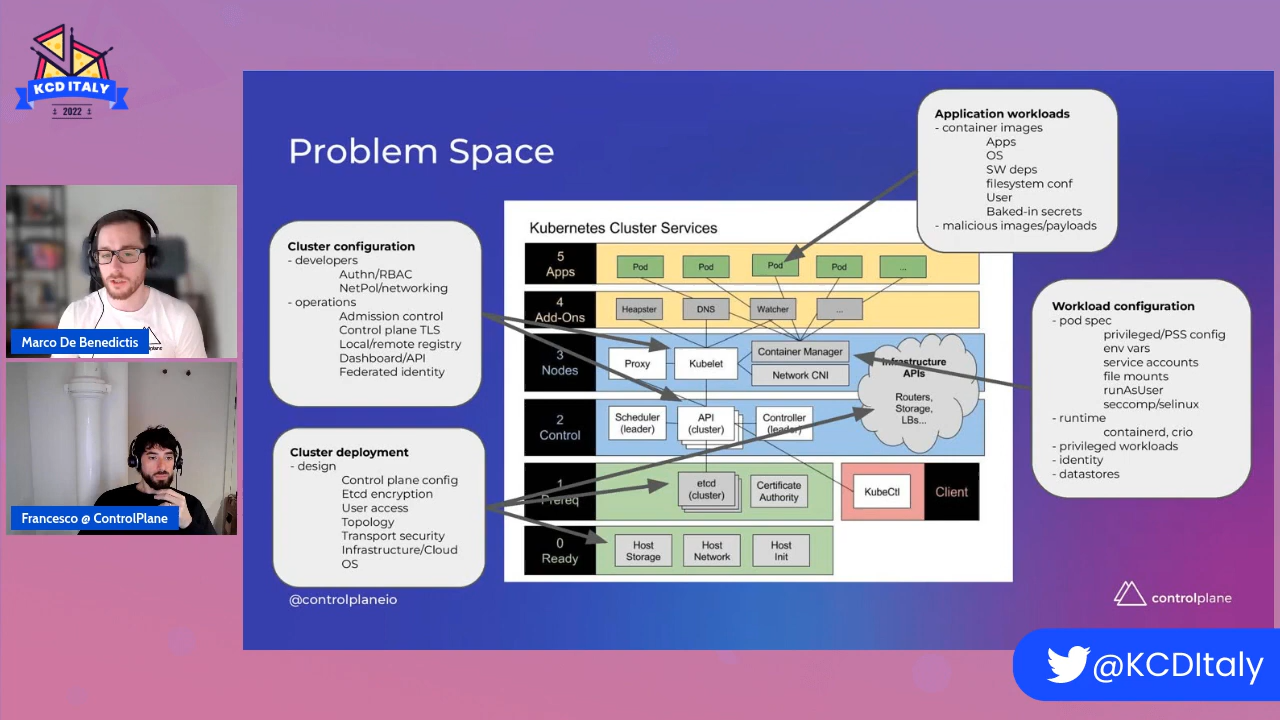 KCD ITALY
2022
Marco De Benedictis
Francesco @ ControlPlane
Problem Space
Application workloads
- container images
Apps
OS
SW deps
filesystem conf
User
Baked-in secrets
- malicious images/payloads
Cluster configuration
- developers
Authn/RBAC
NetPol/networking
- operations
Admission control
Control plane TLS
Local/remote registry
Dashboard/API
Federated identity
Cluster deployment
- design
Control plane config
Etcd encryption
User access
Topology
Transport security
Infrastructure/Cloud
OS
Kubernetes Cluster Services
5
Apps
Pod Pod Pod Pod ...
4
Add-Ons
Heapster DNS Watcher ...
3
Nodes
Proxy Kubelet Container Manager
Network CNI
Infrastructure
APIs
Routers,
Storage,
LBs...
2
Control
Scheduler
(leader)
API
(cluster)
Controller
(leader)
1
Prereq
etcd
(cluster)
Certificate
Authority
KubeCtl Client
0
Ready
Host
Storage
Host
Network
Host
Init
Workload configuration
- pod spec
privileged/PSS config
env vars
service accounts
file mounts
runAsUser
seccomp/selinux
- runtime
containerd, crio
- privileged workloads
- identity
- datastores
@controlplaneio
controlplane
@KCDItaly